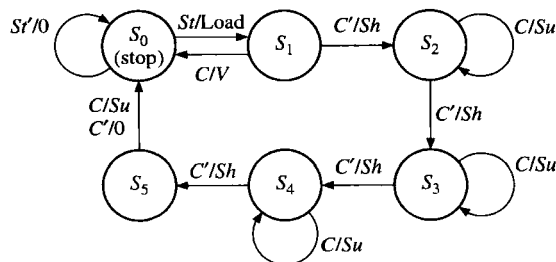 St′/0
S₀
(stop)
St/Load
C/V
S₁
C′/Sh
S₂
C/Su
C/Su
C′/0
C′/Sh
S₅
C′/Sh
S₄
C′/Sh
S₃
C/Su
C/Su